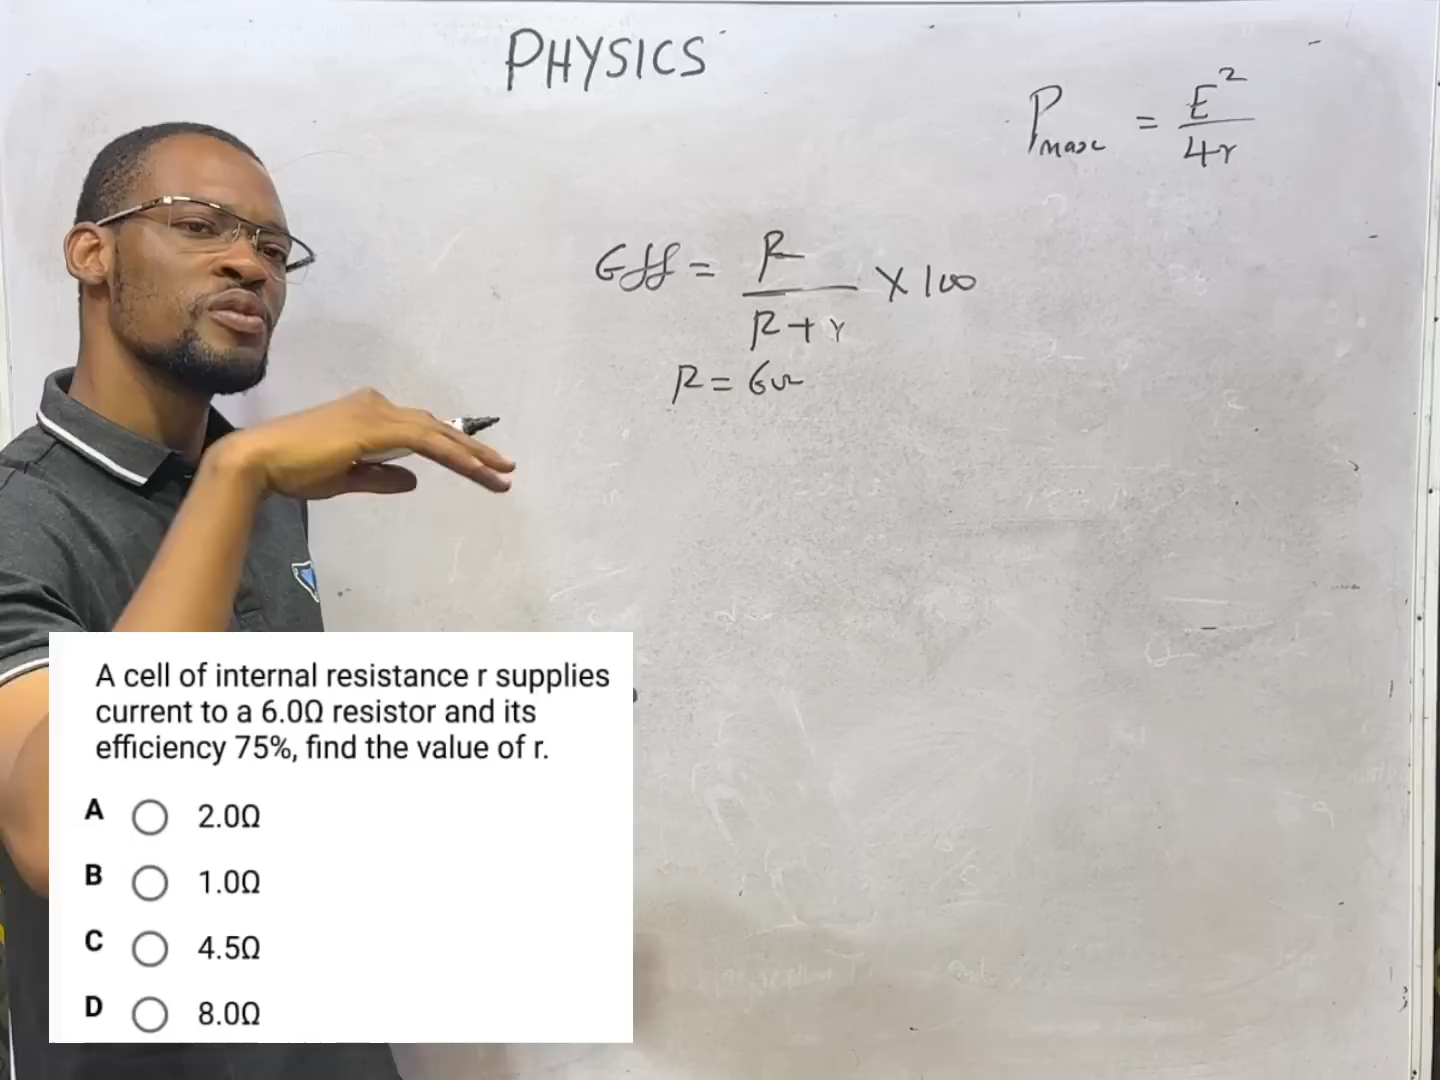 PHYSICS
Pmax = E²/4r
Eff = R/R+r × 100
R = 6Ω
A cell of internal resistance r supplies
current to a 6.0Ω resistor and its
efficiency 75%, find the value of r.
A 2.0Ω
B 1.0Ω
C 4.5Ω
D 8.0Ω